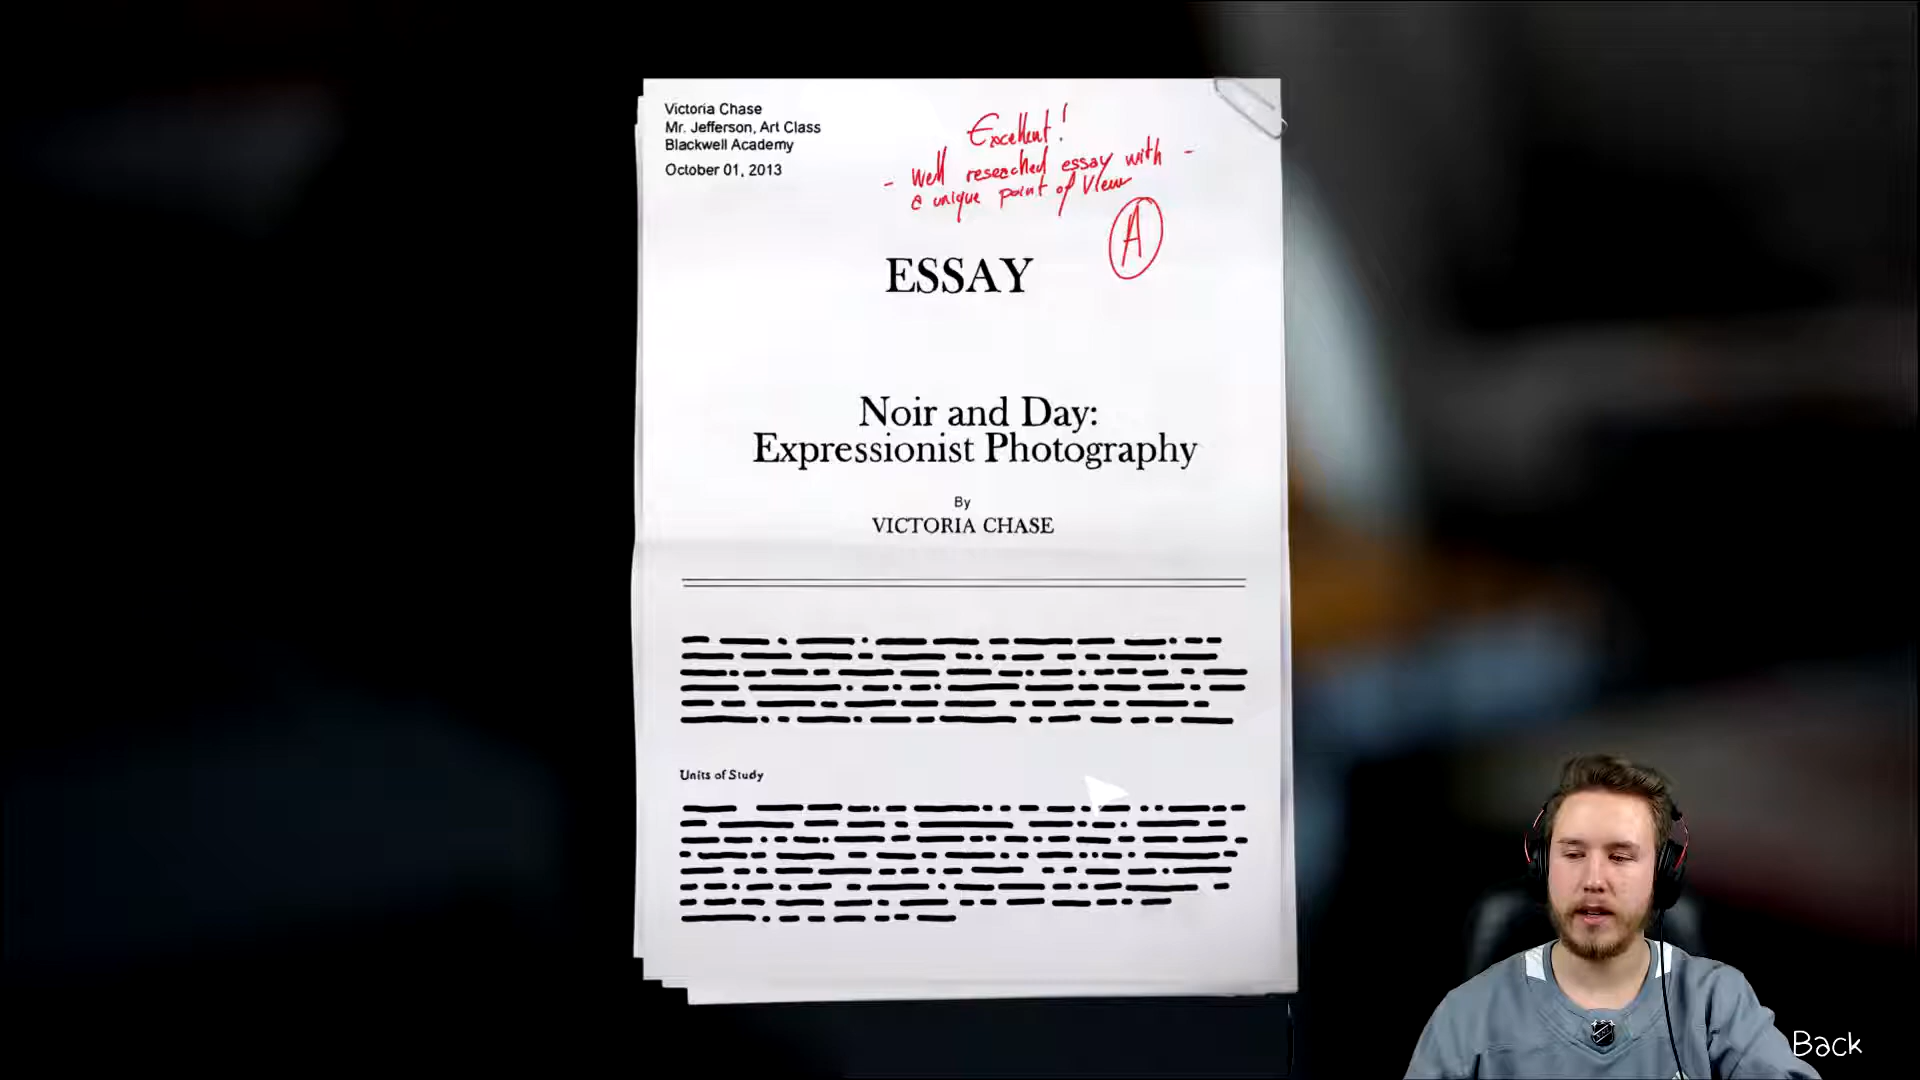 Victoria Chase
Mr. Jefferson, Art Class
Blackwell Academy
October 01, 2013
Excellent!
- Well reseached essay with -
a unique point of View
A
ESSAY
Noir and Day:
Expressionist Photography
By
VICTORIA CHASE
Units of Study
Back